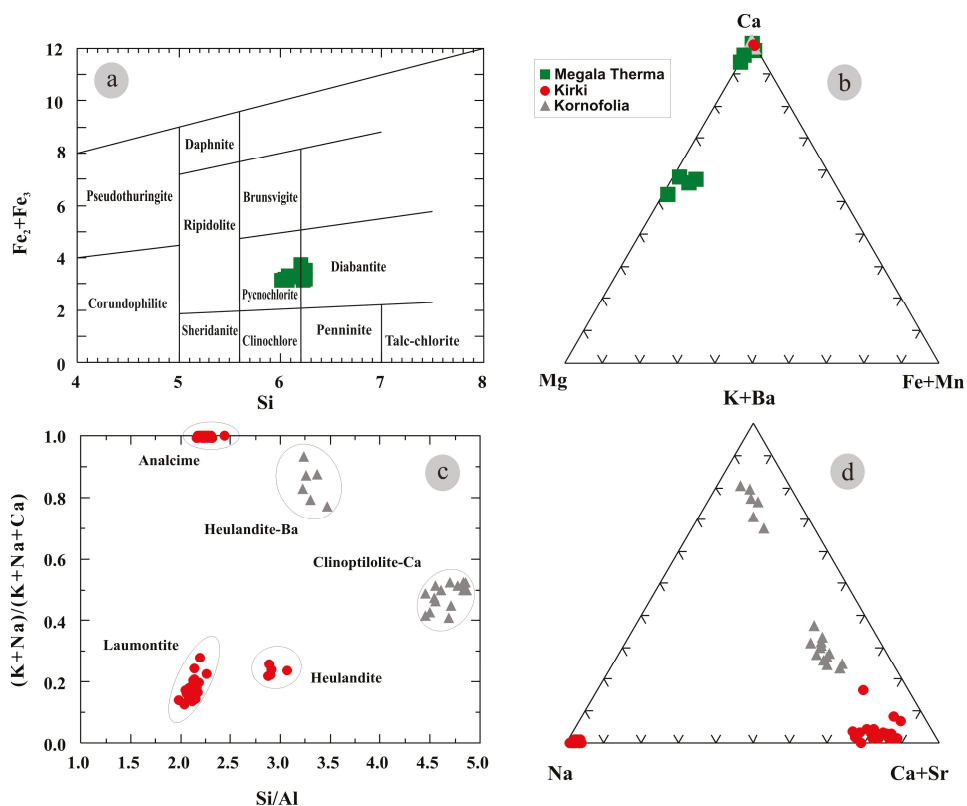 a
12
10
8
6
4
2
0
Fe2+Fe3
Daphnite
Pseudothuringite
Brunsvigite
Ripidolite
Diabantite
Pycnochlorite
Corundophilite
Sheridanite
Clinochlore
Penninite
Talc-chlorite
4 5 6 7 8
Si
Ca
b
Megala Therma
Kirki
Kornofolia
Mg
Fe+Mn
c
1.0
0.8
0.6
0.4
0.2
0.0
(K+Na)/(K+Na+Ca)
Analcime
Heulandite-Ba
Clinoptilolite-Ca
Laumontite
Heulandite
1.0 1.5 2.0 2.5 3.0 3.5 4.0 4.5 5.0
Si/Al
K+Ba
d
Na
Ca+Sr